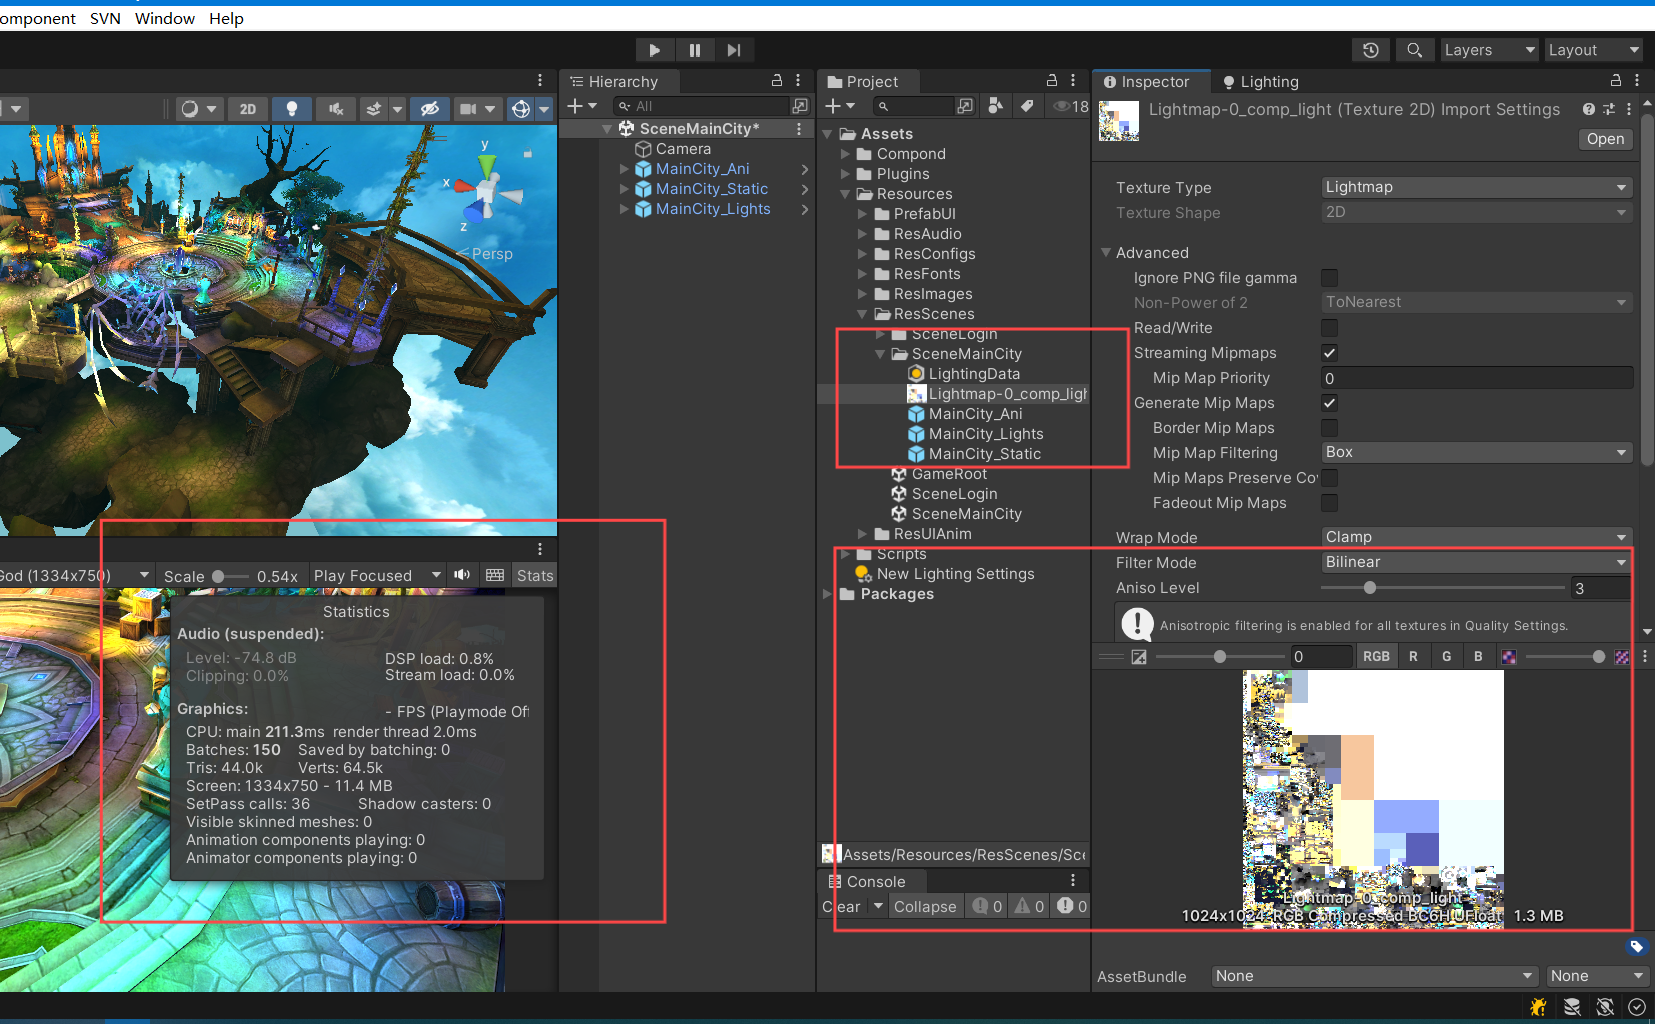 omponent SVN Window Help
Layers
Layout
2D
y
x
z
Persp
God (1334x750)
Scale 0.54x Play Focused Stats
Statistics
Audio (suspended):
Level: -74.8 dB DSP load: 0.8%
Clipping: 0.0% Stream load: 0.0%
Graphics: - FPS (Playmode Of
CPU: main 211.3ms render thread 2.0ms
Batches: 150 Saved by batching: 0
Tris: 44.0k Verts: 64.5k
Screen: 1334x750 - 11.4 MB
SetPass calls: 36 Shadow casters: 0
Visible skinned meshes: 0
Animation components playing: 0
Animator components playing: 0
Hierarchy
All
SceneMainCity*
Camera
MainCity_Ani
MainCity_Static
MainCity_Lights
Project
18
Assets
Compond
Plugins
Resources
PrefabUI
ResAudio
ResConfigs
ResFonts
ResImages
ResScenes
SceneLogin
SceneMainCity
LightingData
Lightmap-0_comp_ligh
MainCity_Ani
MainCity_Lights
MainCity_Static
GameRoot
SceneLogin
SceneMainCity
ResUIAnim
Scripts
New Lighting Settings
Packages
Assets/Resources/ResScenes/Sce
Console
Clear Collapse 0 0 0
Inspector Lighting
Lightmap-0_comp_light (Texture 2D) Import Settings
Open
Texture Type Lightmap
Texture Shape 2D
Advanced
Ignore PNG file gamma
Non-Power of 2 ToNearest
Read/Write
Streaming Mipmaps
Mip Map Priority 0
Generate Mip Maps
Border Mip Maps
Mip Map Filtering Box
Mip Maps Preserve Cov
Fadeout Mip Maps
Wrap Mode Clamp
Filter Mode Bilinear
Aniso Level 3
Anisotropic filtering is enabled for all textures in Quality Settings.
0 RGB R G B
Lightmap-0_comp_light
1024x1024 RGB Compressed BC6H UFloat 1.3 MB
AssetBundle None None